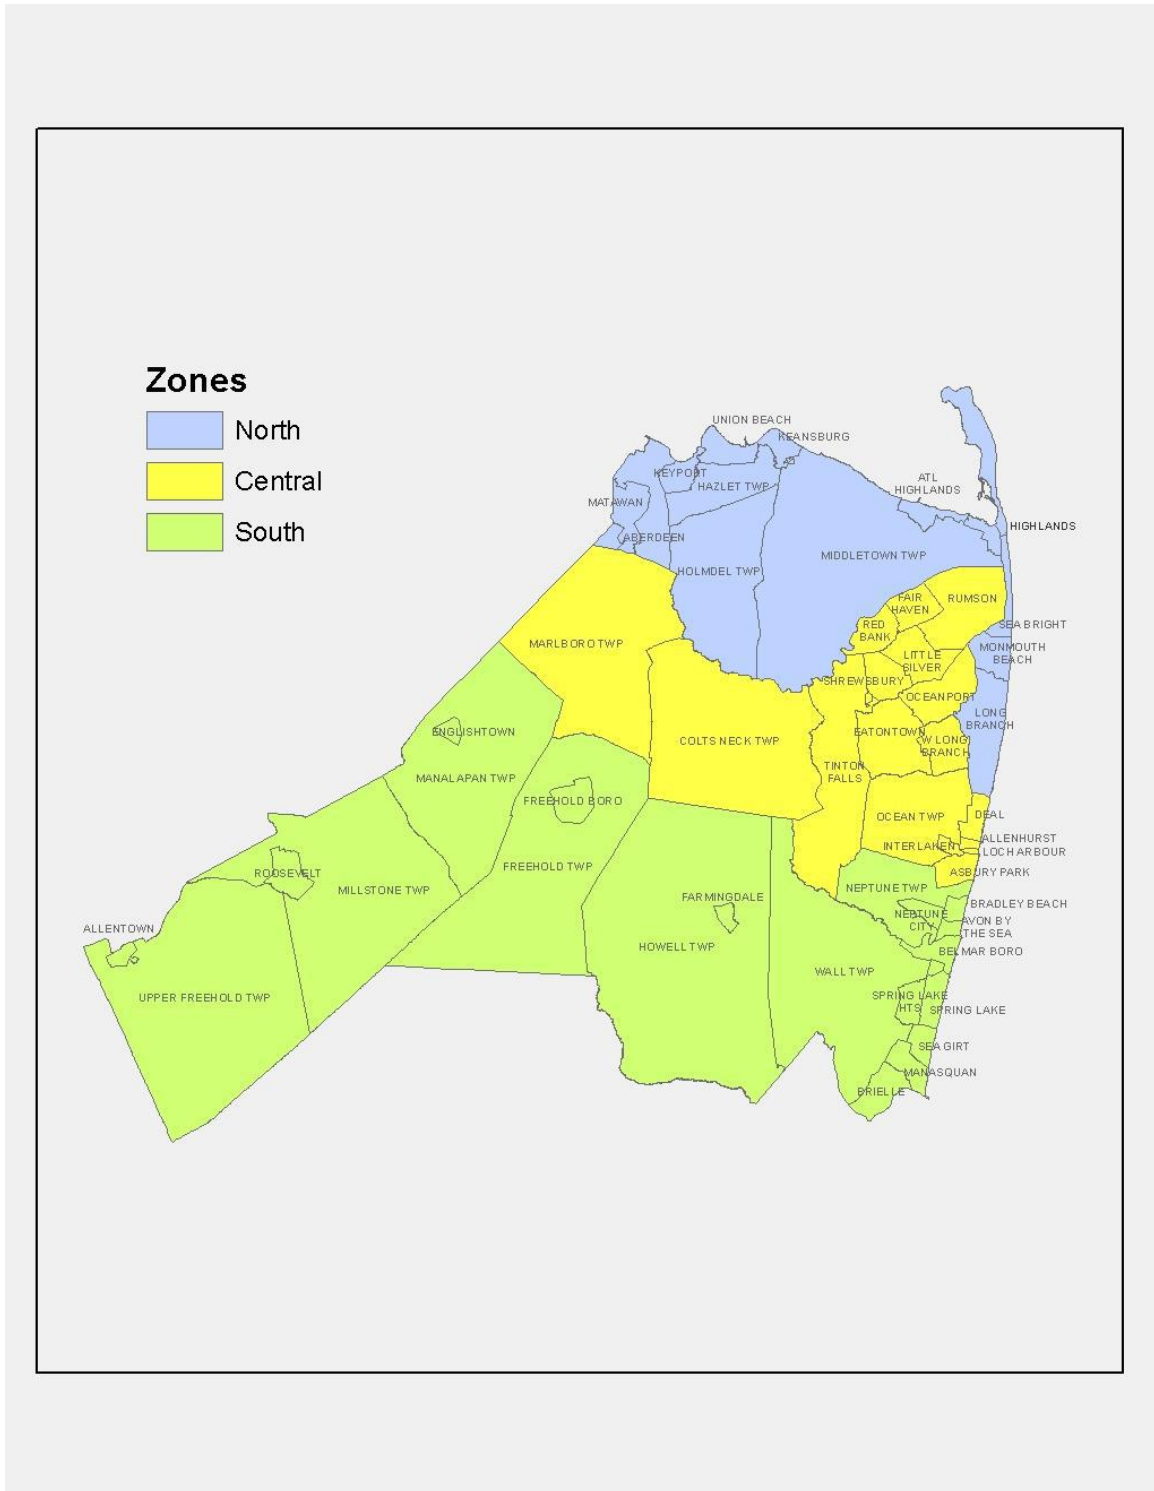 Zones
North
Central
South
UNION BEACH
KEANSBURG
KEYPORT
HAZLET TWP
ATL
HIGHLANDS
MATAWAN
HIGHLANDS
ABERDEEN
MIDDLETOWN TWP
HOLMDEL TWP
FAIR
HAVEN
RUMSON
RED
BANK
SEA BRIGHT
MARLBORO TWP
LITTLE
SILVER
MONMOUTH
BEACH
SHREWSBURY
OCEANPORT
LONG
BRANCH
ENGLISHTOWN
COLTS NECK TWP
EATONTOWN
W LONG
BRANCH
TINTON
FALLS
MANALAPAN TWP
FREEHOLD BORO
OCEAN TWP
DEAL
ALLENHURST
INTERLAKEN
LOCH ARBOUR
FREEHOLD TWP
ROOSEVELT
ASBURY PARK
MILLSTONE TWP
NEPTUNE TWP
FARMINGDALE
BRADLEY BEACH
NEPTUNE
CITY
AVON BY
THE SEA
ALLENTOWN
HOWELL TWP
BELMAR BORO
WALL TWP
UPPER FREEHOLD TWP
SPRING LAKE
HTS
SPRING LAKE
SEA GIRT
MANASQUAN
BRIELLE